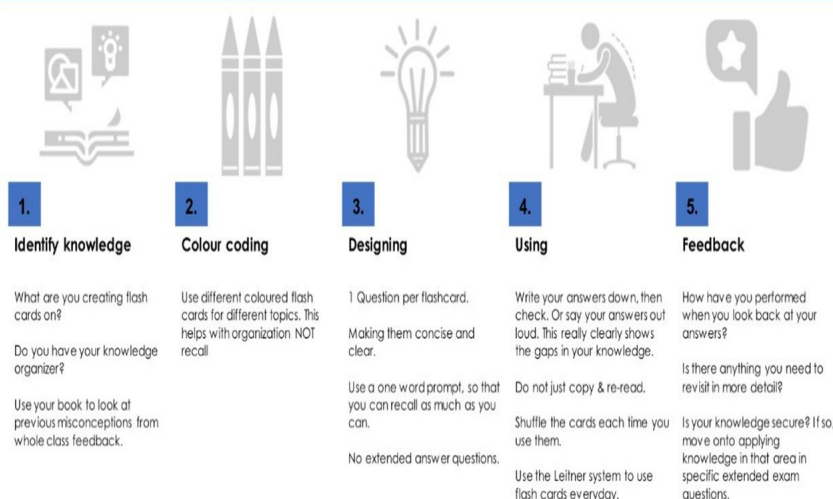 1.
Identify knowledge
What are you creating flash
cards on?
Do you have your knowledge
organizer?
Use your book to look at
previous misconceptions from
whole class feedback.
2.
Colour coding
Use different coloured flash
cards for different topics. This
helps with organization NOT
recall
3.
Designing
1 Question per flashcard.
Making them concise and
clear.
Use a one word prompt, so that
you can recall as much as you
can.
No extended answer questions.
4.
Using
Write your answers down, then
check. Or say your answers out
loud. This really clearly shows
the gaps in your knowledge.
Do not just copy & re-read.
Shuffle the cards each time you
use them.
Use the Leitner system to use
flash cards everyday.
5.
Feedback
How have you performed
when you look back at your
answers?
Is there anything you need to
revisit in more detail?
Is your knowledge secure? If so,
move onto applying
knowledge in that area in
specific extended exam
questions.